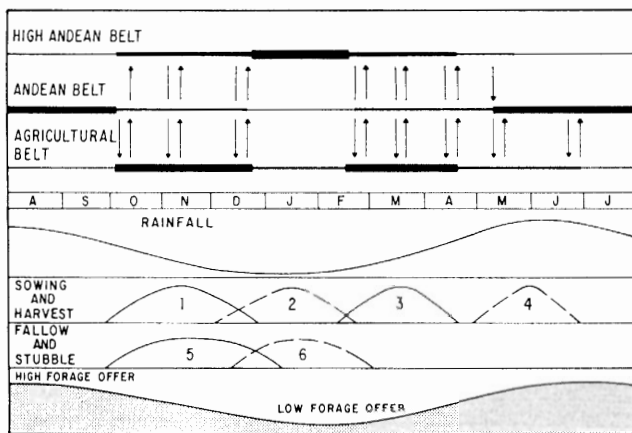 HIGH ANDEAN BELT
ANDEAN BELT
AGRICULTURAL
BELT
A S O N D J F M A M J J
RAINFALL
SOWING
AND
HARVEST
1 2 3 4
FALLOW
AND
STUBBLE
5 6
HIGH FORAGE OFFER
LOW FORAGE OFFER